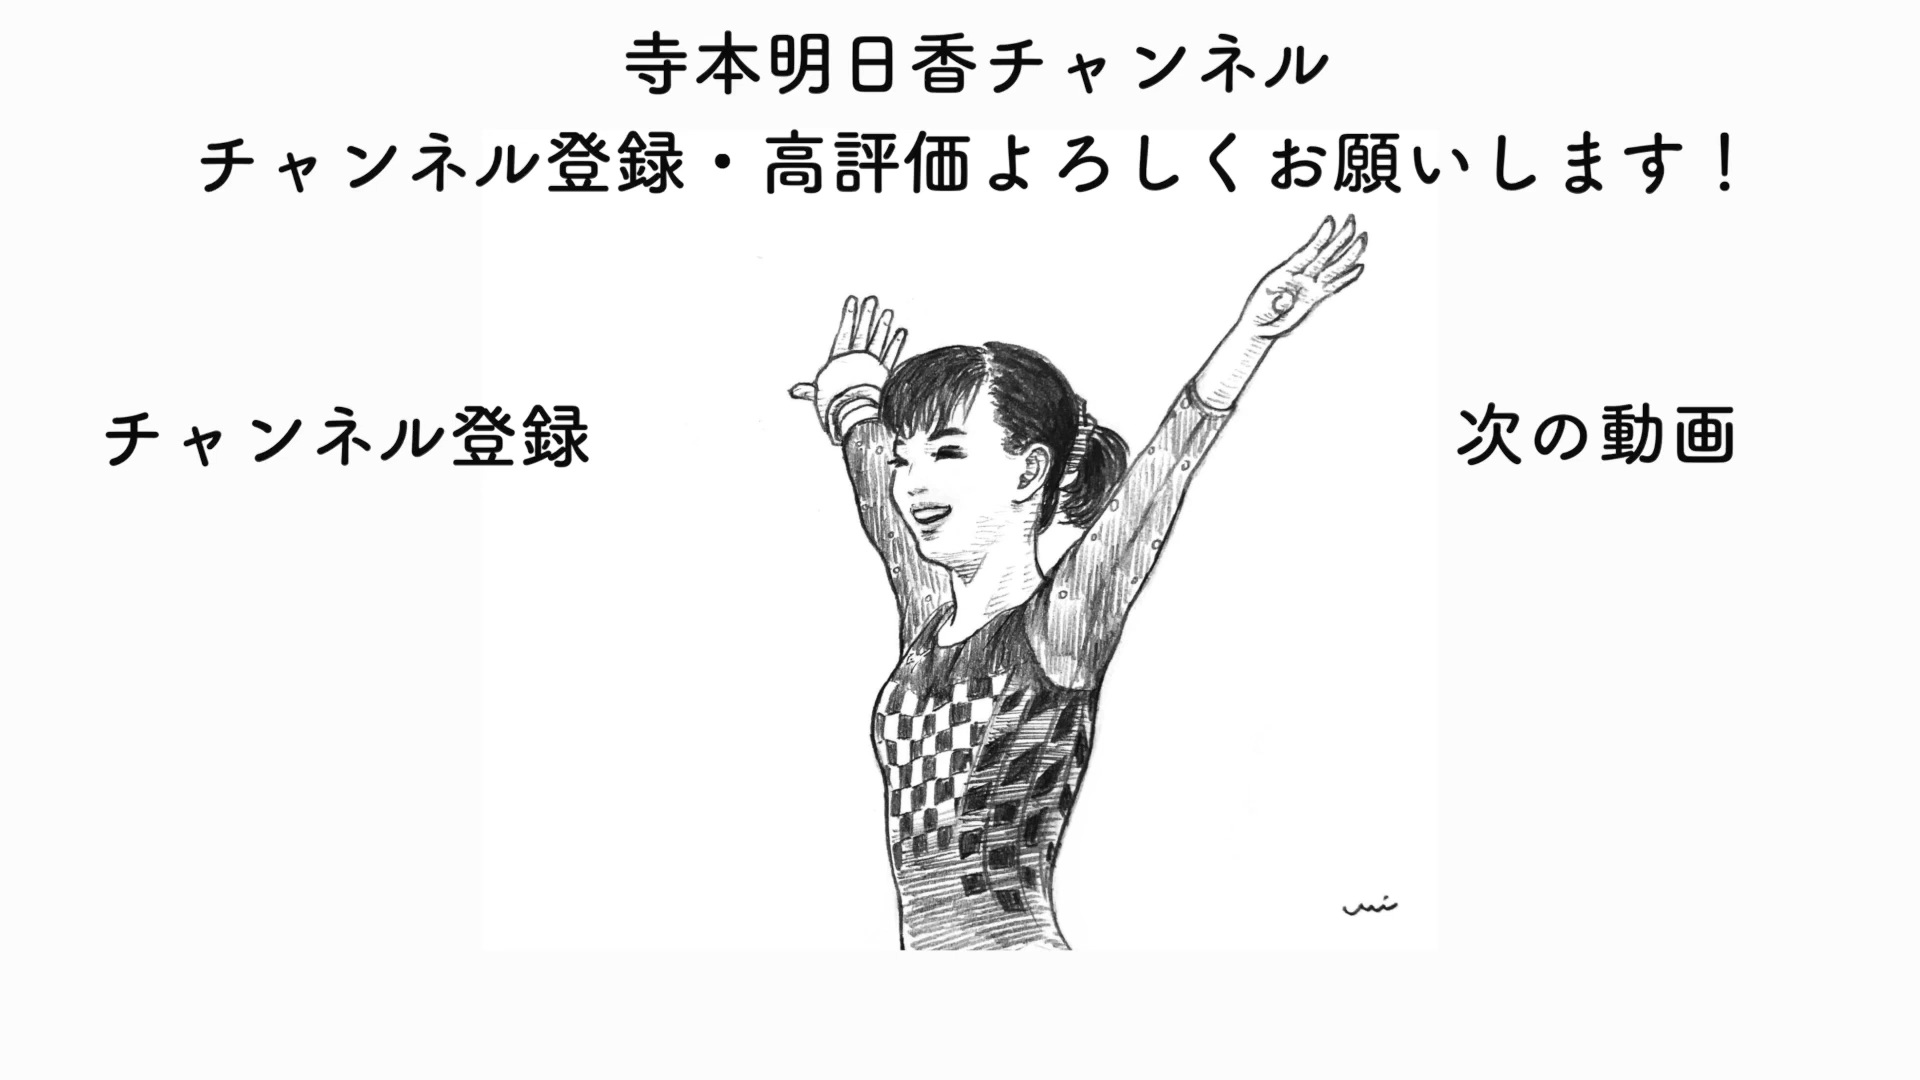 寺本明日香チャンネル
チャンネル登録・高評価よろしくお願いします！
チャンネル登録
次の動画